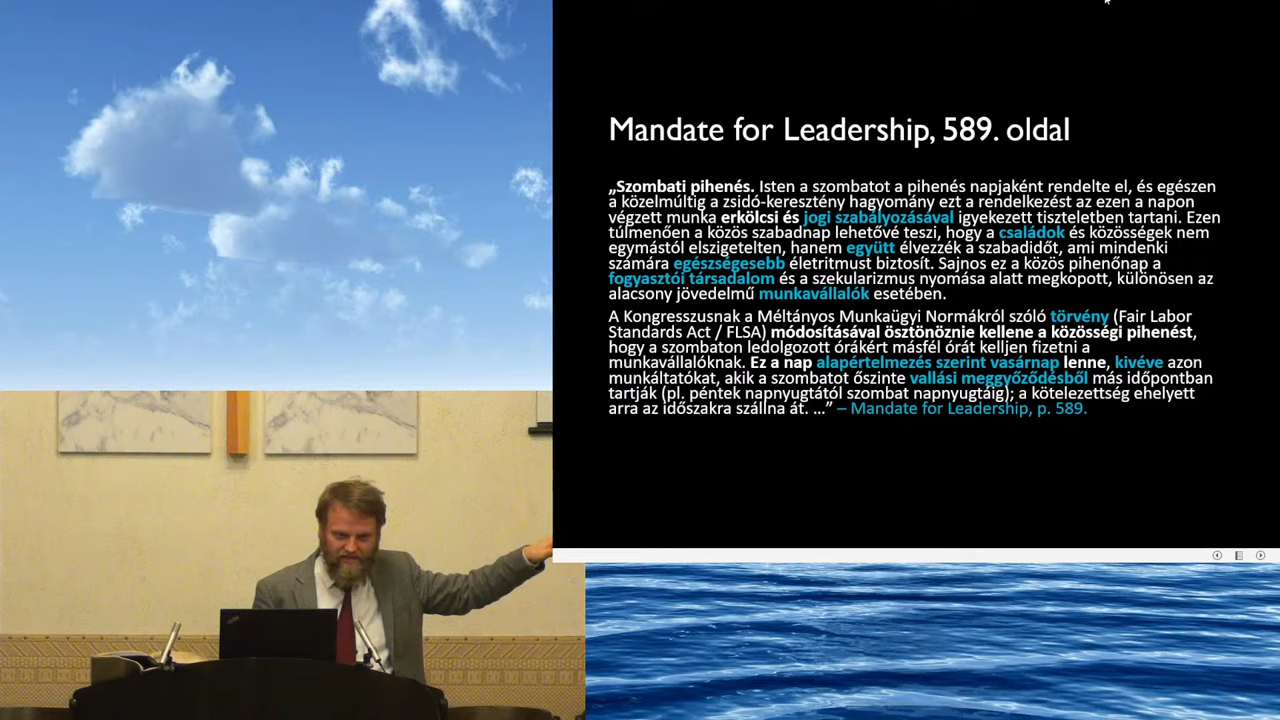 Mandate for Leadership, 589. oldal
„Szombati pihenés. Isten a szombatot a pihenés napjaként rendelte el, és egészen
a közelmúltig a zsidó-keresztény hagyomány ezt a rendelkezést az ezen a napon
végzett munka erkölcsi és jogi szabályozásával igyekezett tiszteletben tartani. Ezen
túlmenően a közös szabadnap lehetővé teszi, hogy a családok és közösségek nem
egymástól elszigetelten, hanem együtt élvezzék a szabadidőt, ami mindenki
számára egészségesebb életritmust biztosít. Sajnos ez a közös pihenőnap a
fogyasztói társadalom és a szekularizmus nyomása alatt megkopott, különösen az
alacsony jövedelmű munkavállalók esetében.
A Kongresszusnak a Méltányos Munkaügyi Normákról szóló törvény (Fair Labor
Standards Act / FLSA) módosításával ösztönöznie kellene a közösségi pihenést,
hogy a szombaton ledolgozott órákért másfél órát kelljen fizetni a
munkavállalóknak. Ez a nap alapértelmezés szerint vasárnap lenne, kivéve azon
munkáltatókat, akik a szombatot őszinte vallási meggyőződésből más időpontban
tartják (pl. péntek napnyugtától szombat napnyugtáig); a kötelezettség ehelyett
arra az időszakra szállna át. …” – Mandate for Leadership, p. 589.